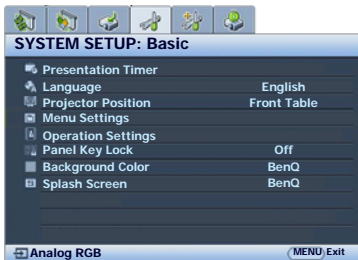 SYSTEM SETUP: Basic
Presentation Timer
Language English
Projector Position Front Table
Menu Settings
Operation Settings
Panel Key Lock Off
Background Color BenQ
Splash Screen BenQ
Analog RGB MENU Exit